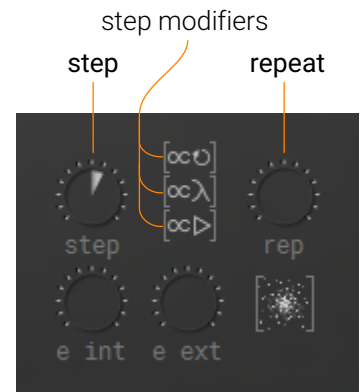 step modifiers
step repeat
[∝↻]
[∝λ]
[∝▷]
step rep
e int e ext